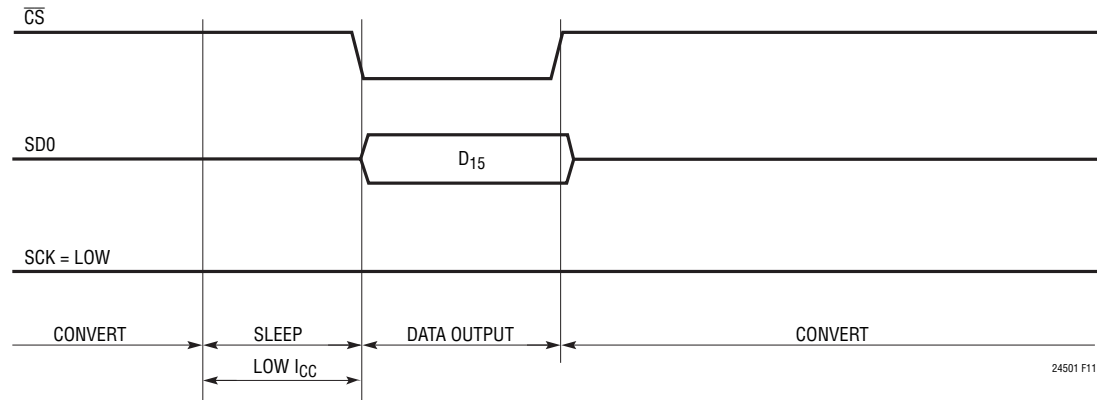 CS
SD0
D15
SCK = LOW
CONVERT SLEEP DATA OUTPUT CONVERT
LOW ICC
24501 F11